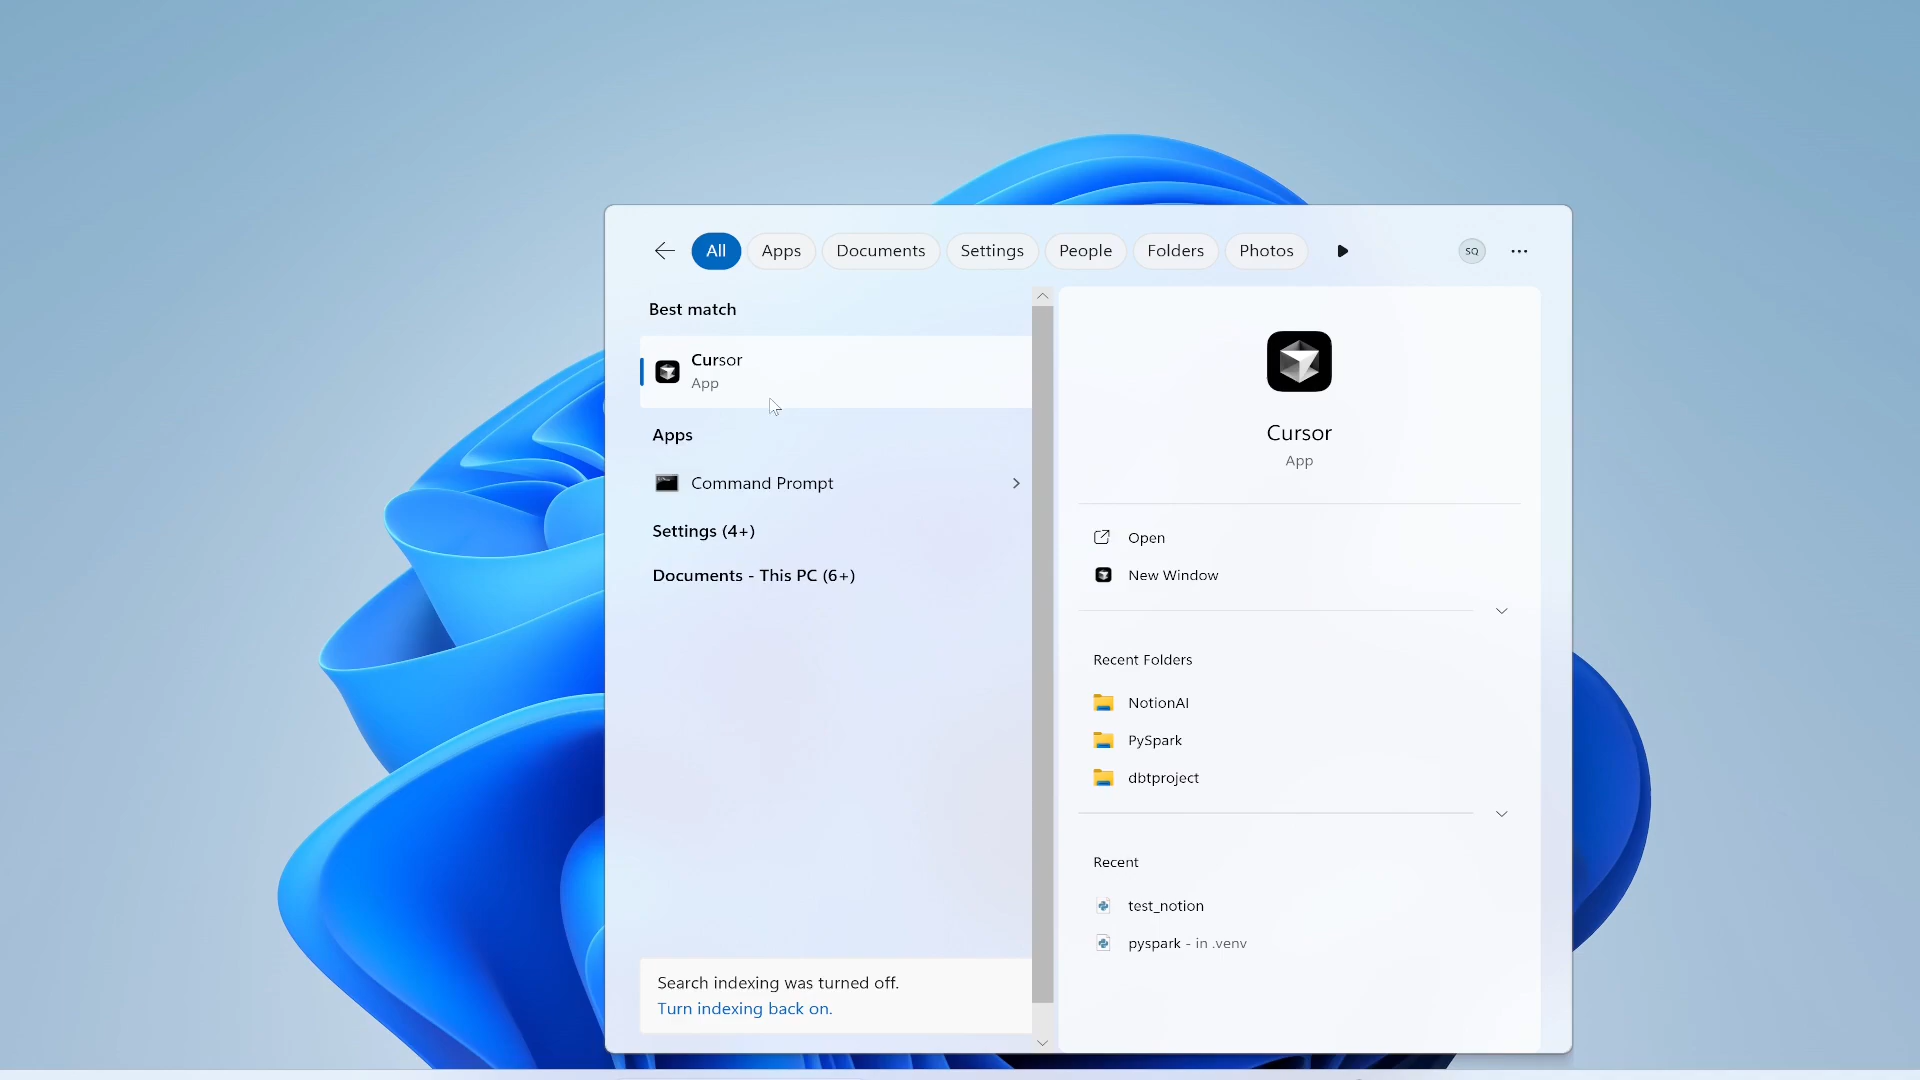 All
Apps
Documents
Settings
People
Folders
Photos
SQ
Best match
Cursor
App
Apps
Command Prompt
Settings (4+)
Documents - This PC (6+)
Search indexing was turned off.
Turn indexing back on.
Cursor
App
Open
New Window
Recent Folders
NotionAI
PySpark
dbtproject
Recent
test_notion
pyspark - in .venv